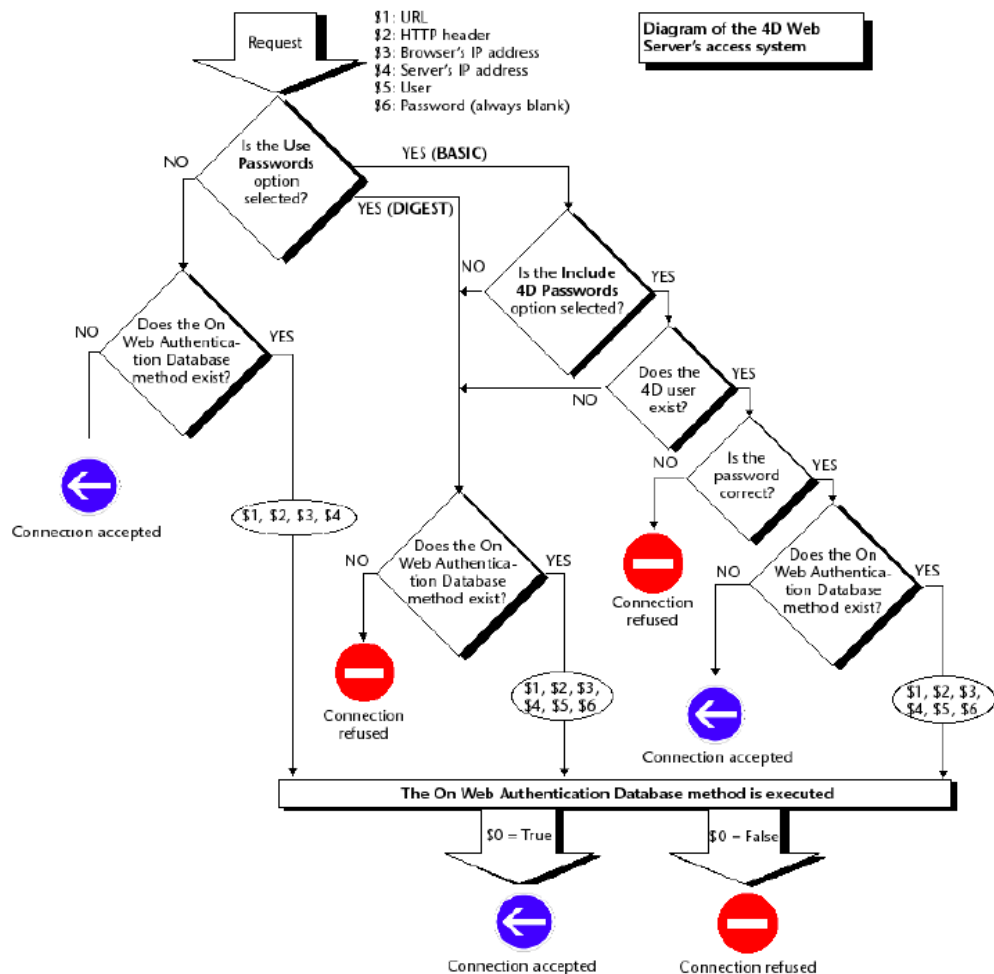 Request
$1: URL
$2: HTTP header
$3: Browser's IP address
$4: Server's IP address
$5: User
$6: Password (always blank)
Diagram of the 4D Web
Server's access system
Is the Use
Passwords
option
selected?
NO
YES (BASIC)
YES (DIGEST)
Is the Include
4D Passwords
option selected?
NO
YES
Does the On
Web Authentica-
tion Database
method exist?
NO
YES
Does the
4D user
exist?
NO
YES
Is the
password
correct?
NO
YES
Connection accepted
$1, $2, $3, $4
Does the On
Web Authentica-
tion Database
method exist?
NO
YES
Connection
refused
Does the On
Web Authentica-
tion Database
method exist?
NO
YES
Connection
refused
$1, $2, $3,
$4, $5, $6
Connection accepted
$1, $2, $3,
$4, $5, $6
The On Web Authentication Database method is executed
$0 = True
$0 = False
Connection accepted
Connection refused